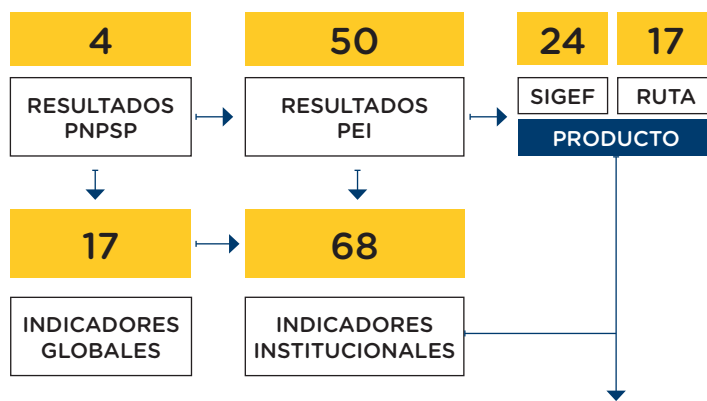 4
RESULTADOS
PNPSP
50
RESULTADOS
PEI
24
SIGEF
17
RUTA
PRODUCTO
17
INDICADORES
GLOBALES
68
INDICADORES
INSTITUCIONALES